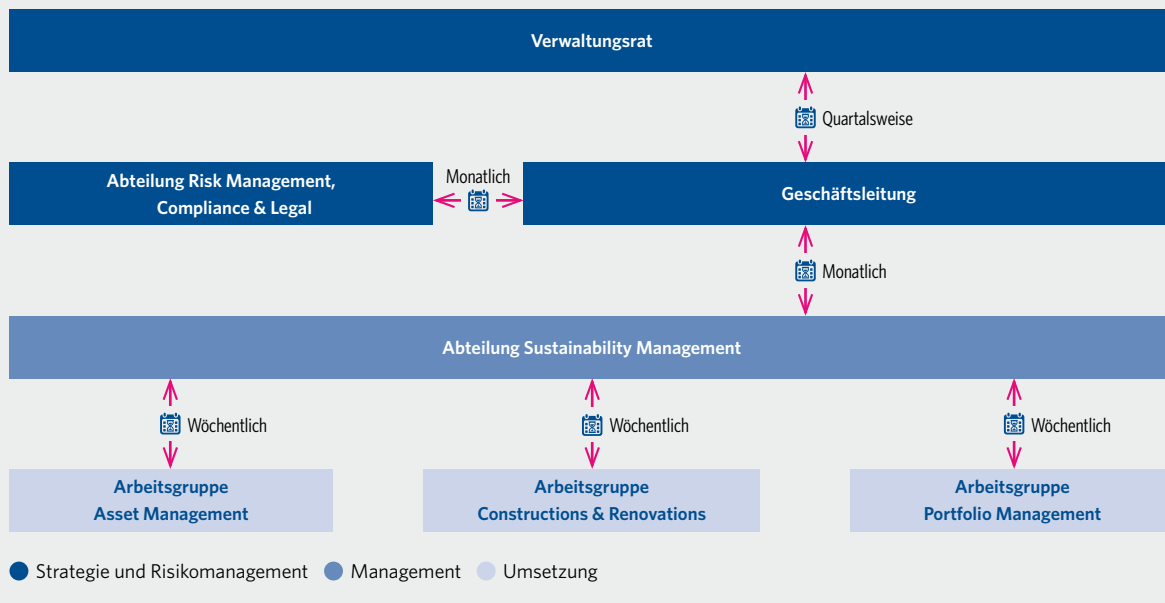 Verwaltungsrat
Quartalsweise
Abteilung Risk Management,
Compliance & Legal
Monatlich
Geschäftsleitung
Monatlich
Abteilung Sustainability Management
Wöchentlich
Wöchentlich
Wöchentlich
Arbeitsgruppe
Asset Management
Arbeitsgruppe
Constructions & Renovations
Arbeitsgruppe
Portfolio Management
Strategie und Risikomanagement
Management
Umsetzung